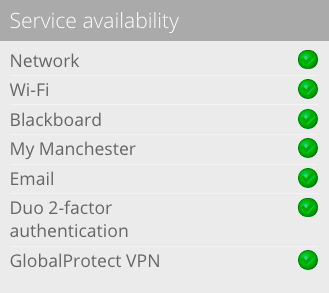 Service availability
Network
Wi-Fi
Blackboard
My Manchester
Email
Duo 2-factor
authentication
GlobalProtect VPN